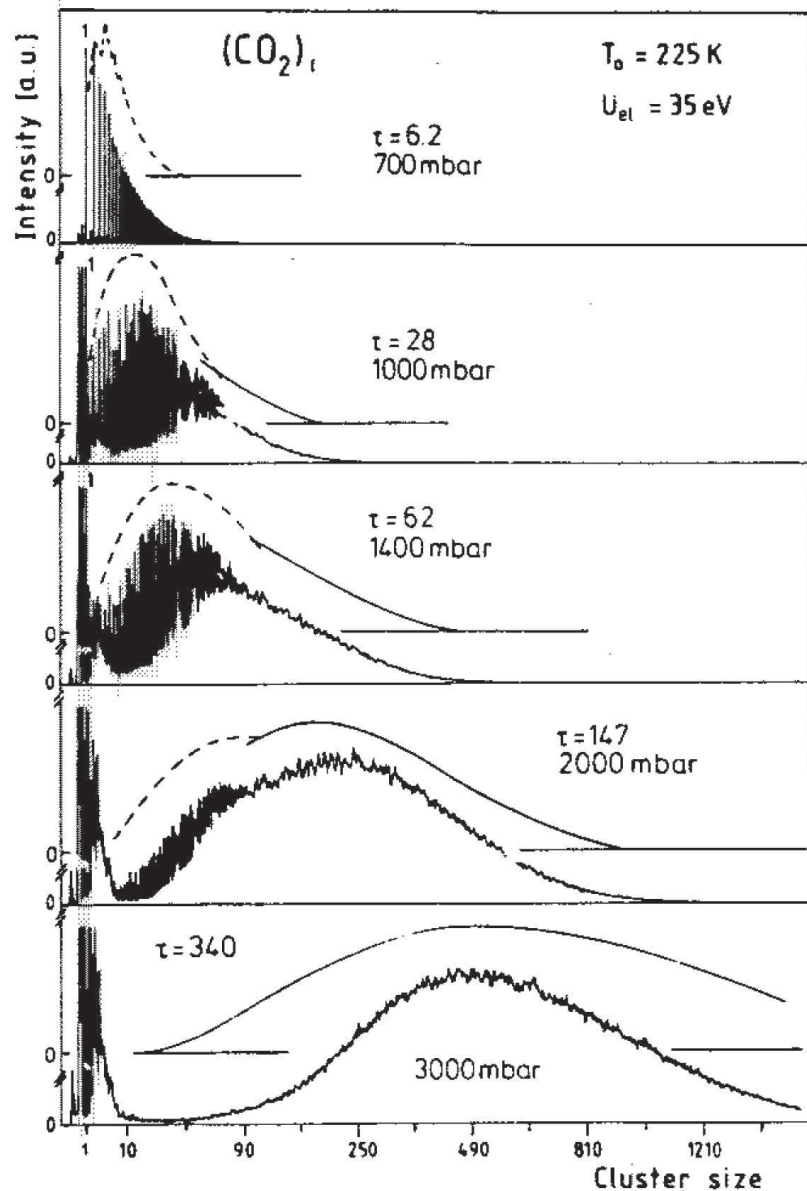 Intensity [a.u.]
(CO₂)ᵢ
T₀ = 225 K
U_el = 35 eV
1
τ = 6.2
700 mbar
0
0
1
τ = 28
1000 mbar
0
0
1
τ = 62
1400 mbar
0
0
τ = 147
2000 mbar
0
0
τ = 340
0
3000 mbar
0
1 10 90 250 490 810 1210
Cluster size